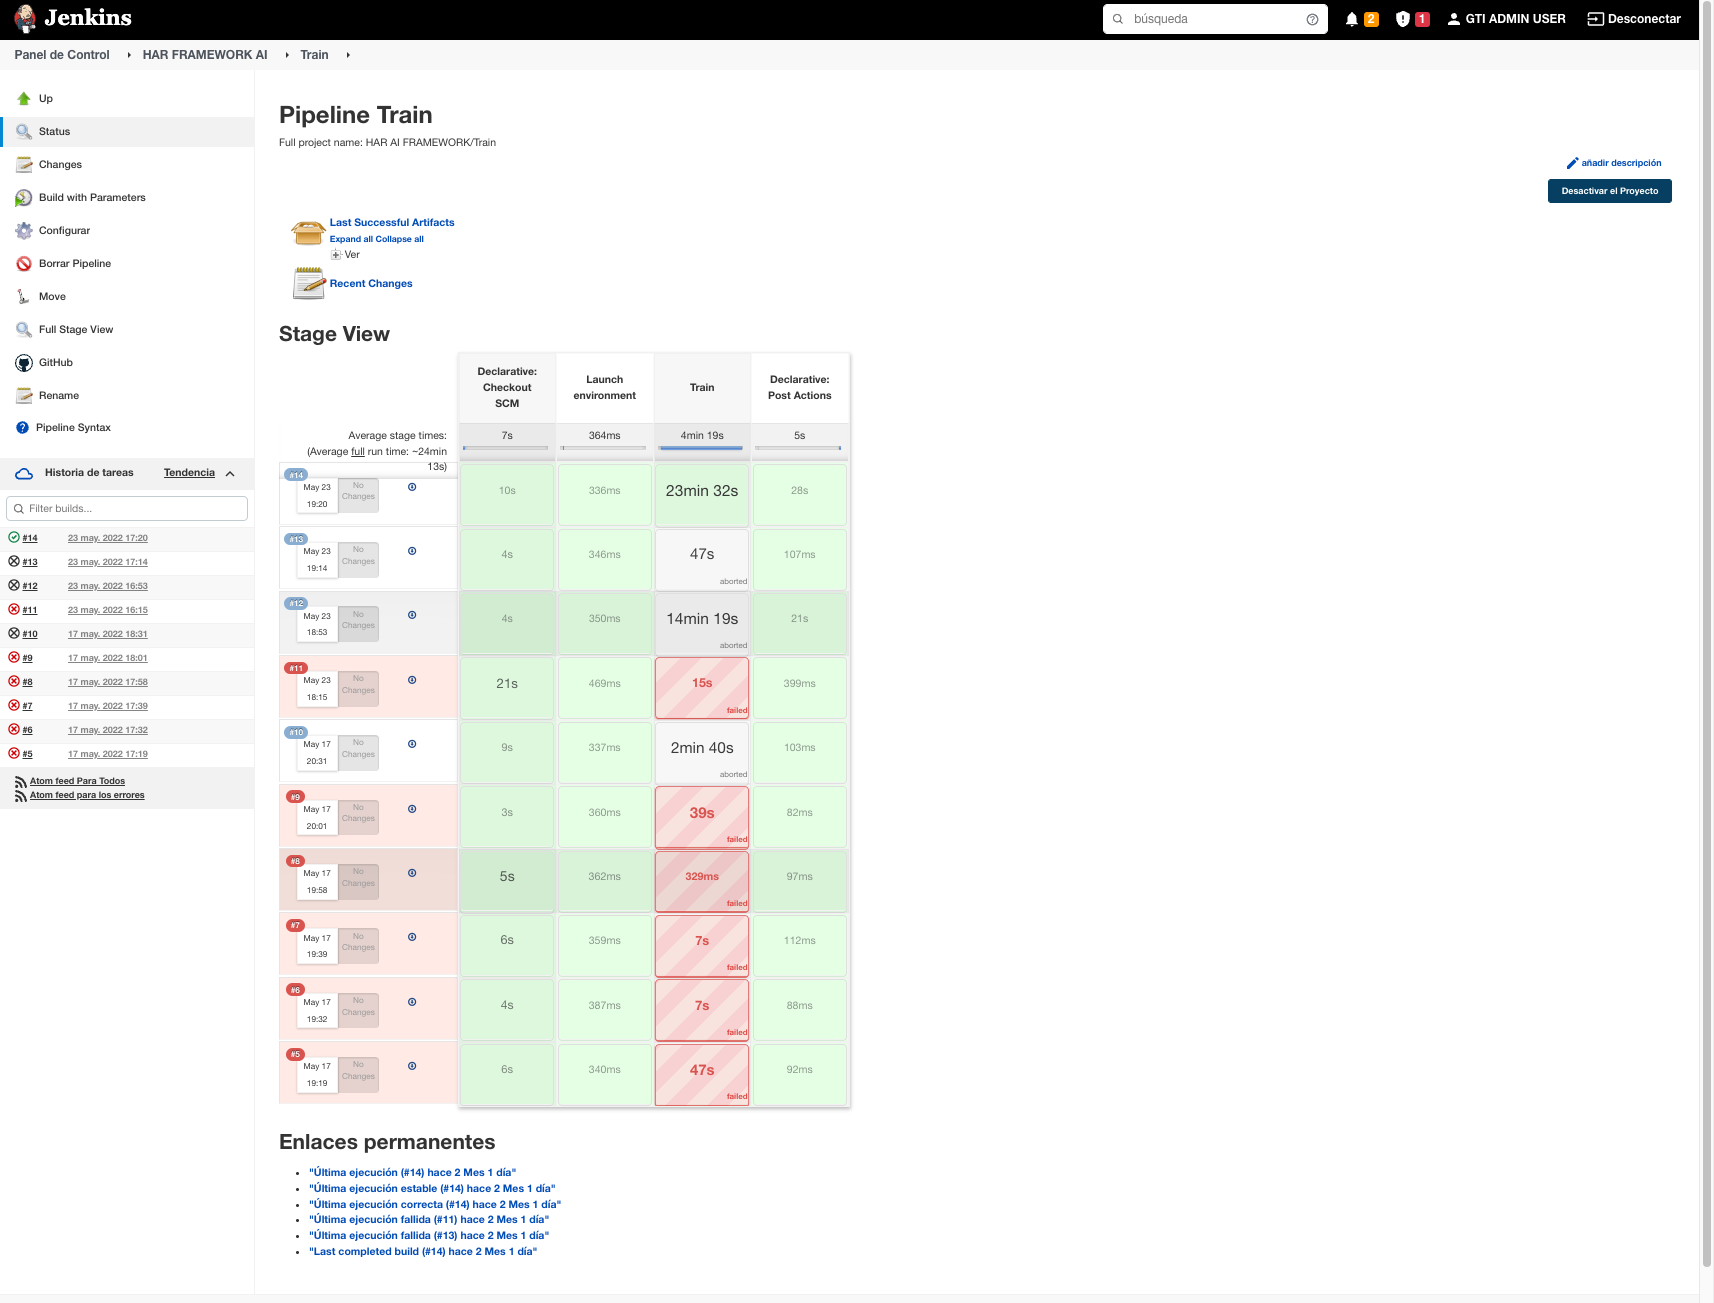 Jenkins
búsqueda
2
1
GTI ADMIN USER
Desconectar
Panel de Control
HAR FRAMEWORK AI
Train
Up
Status
Changes
Build with Parameters
Configurar
Borrar Pipeline
Move
Full Stage View
GitHub
Rename
Pipeline Syntax
Historia de tareas Tendencia
Filter builds...
#14 23 may. 2022 17:20
#13 23 may. 2022 17:14
#12 23 may. 2022 16:53
#11 23 may. 2022 16:15
#10 17 may. 2022 18:31
#9 17 may. 2022 18:01
#8 17 may. 2022 17:58
#7 17 may. 2022 17:39
#6 17 may. 2022 17:32
#5 17 may. 2022 17:19
Atom feed Para Todos
Atom feed para los errores
Pipeline Train
Full project name: HAR AI FRAMEWORK/Train
añadir descripción
Desactivar el Proyecto
Last Successful Artifacts
Expand all Collapse all
Ver
Recent Changes
Stage View
Declarative: Checkout SCM
Launch environment
Train
Declarative: Post Actions
Average stage times:
(Average full run time: ~24min 13s)
7s 364ms 4min 19s 5s
#14
May 23 19:20 No Changes
10s 336ms 23min 32s 28s
#13
May 23 19:14 No Changes
4s 346ms 47s aborted 107ms
#12
May 23 18:53 No Changes
4s 350ms 14min 19s aborted 21s
#11
May 23 18:15 No Changes
21s 469ms 15s failed 399ms
#10
May 17 20:31 No Changes
9s 337ms 2min 40s aborted 103ms
#9
May 17 20:01 No Changes
3s 360ms 39s failed 82ms
#8
May 17 19:58 No Changes
5s 362ms 329ms failed 97ms
#7
May 17 19:39 No Changes
6s 359ms 7s failed 112ms
#6
May 17 19:32 No Changes
4s 387ms 7s failed 88ms
#5
May 17 19:19 No Changes
6s 340ms 47s failed 92ms
Enlaces permanentes
"Última ejecución (#14) hace 2 Mes 1 día"
"Última ejecución estable (#14) hace 2 Mes 1 día"
"Última ejecución correcta (#14) hace 2 Mes 1 día"
"Última ejecución fallida (#11) hace 2 Mes 1 día"
"Última ejecución fallida (#13) hace 2 Mes 1 día"
"Last completed build (#14) hace 2 Mes 1 día"